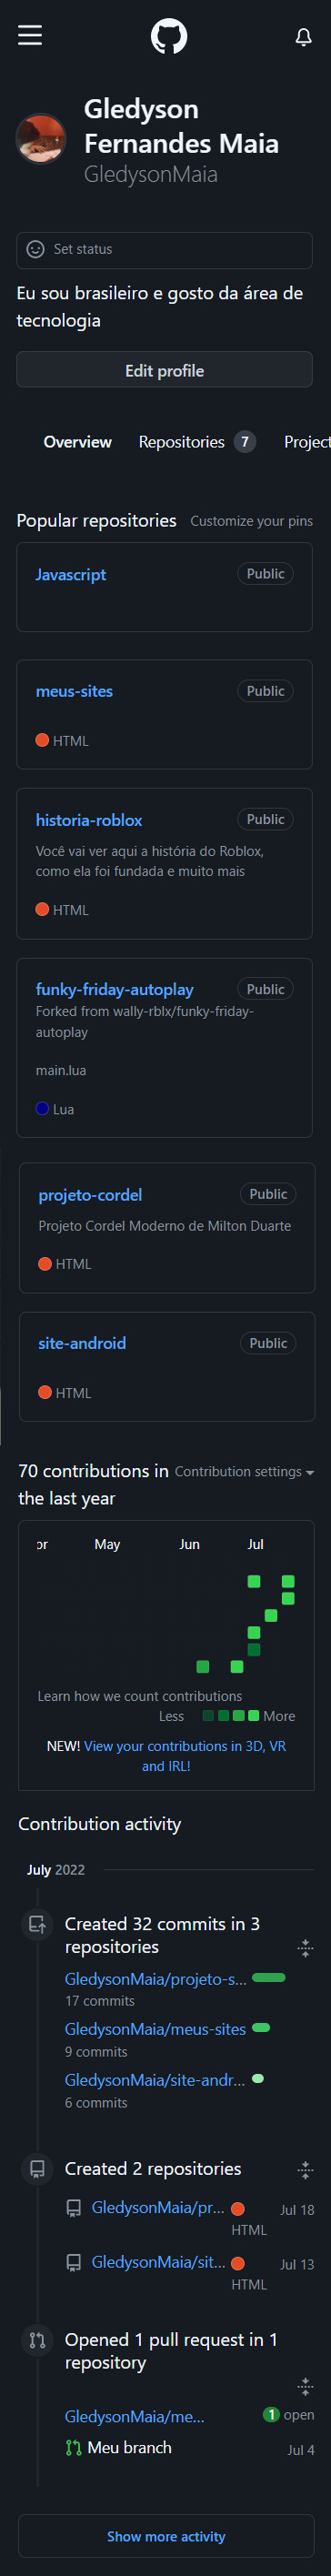 Gledyson
Fernandes Maia
GledysonMaia
Set status
Eu sou brasileiro e gosto da área de
tecnologia
Edit profile
Overview Repositories 7 Project
Popular repositories Customize your pins
Javascript Public
meus-sites Public
HTML
historia-roblox Public
Você vai ver aqui a história do Roblox,
como ela foi fundada e muito mais
HTML
funky-friday-autoplay Public
Forked from wally-rblx/funky-friday-
autoplay
main.lua
Lua
projeto-cordel Public
Projeto Cordel Moderno de Milton Duarte
HTML
site-android Public
HTML
70 contributions in Contribution settings
the last year
or May Jun Jul
Learn how we count contributions
Less More
NEW! View your contributions in 3D, VR
and IRL!
Contribution activity
July 2022
Created 32 commits in 3
repositories
GledysonMaia/projeto-s...
17 commits
GledysonMaia/meus-sites
9 commits
GledysonMaia/site-andr...
6 commits
Created 2 repositories
GledysonMaia/pr... Jul 18
HTML
GledysonMaia/sit... Jul 13
HTML
Opened 1 pull request in 1
repository
GledysonMaia/me... 1 open
Meu branch Jul 4
Show more activity